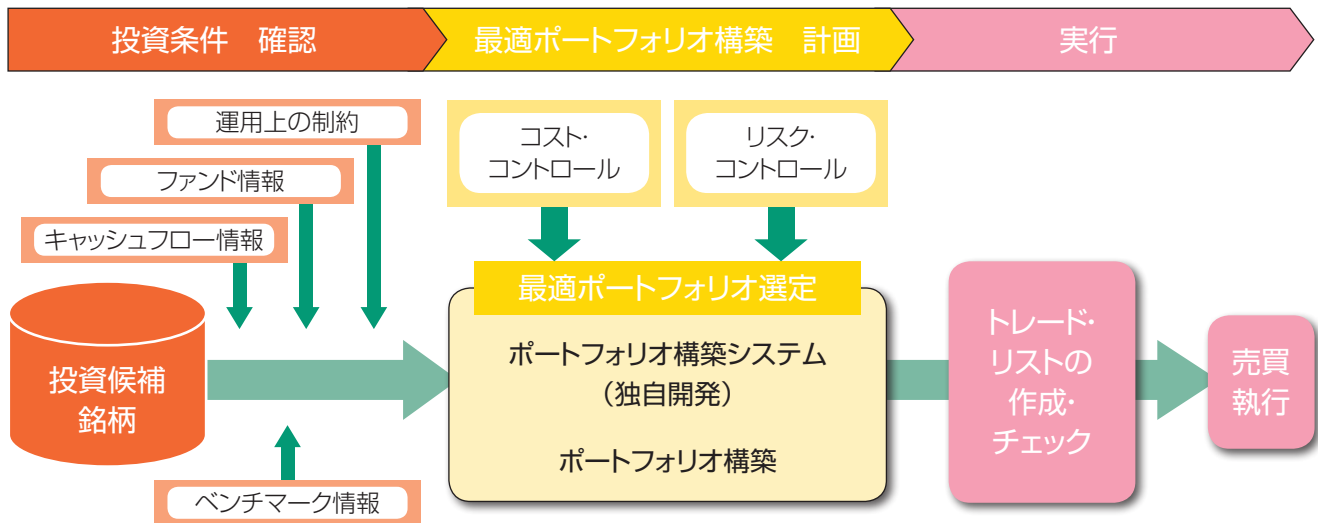 投資条件　確認
最適ポートフォリオ構築　計画
実行
運用上の制約
ファンド情報
キャッシュフロー情報
コスト・
コントロール
リスク・
コントロール
投資候補
銘柄
ベンチマーク情報
最適ポートフォリオ選定
ポートフォリオ構築システム
（独自開発）
ポートフォリオ構築
トレード・
リストの
作成・
チェック
売買
執行